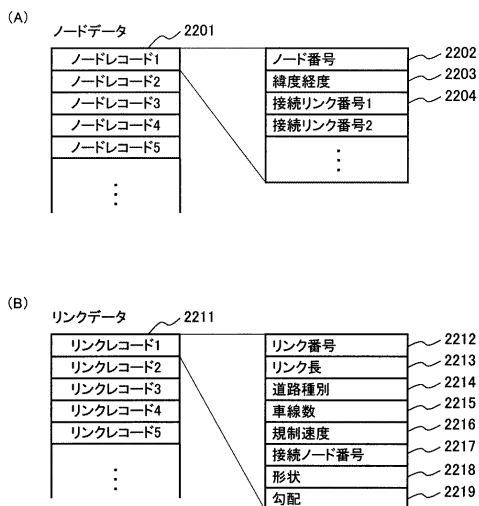 (A)
ノードデータ
2201
ノードレコード1
ノードレコード2
ノードレコード3
ノードレコード4
ノードレコード5
ノード番号
2202
緯度経度
2203
接続リンク番号1
2204
接続リンク番号2
(B)
リンクデータ
2211
リンクレコード1
リンクレコード2
リンクレコード3
リンクレコード4
リンクレコード5
リンク番号
2212
リンク長
2213
道路種別
2214
車線数
2215
規制速度
2216
接続ノード番号
2217
形状
2218
勾配
2219